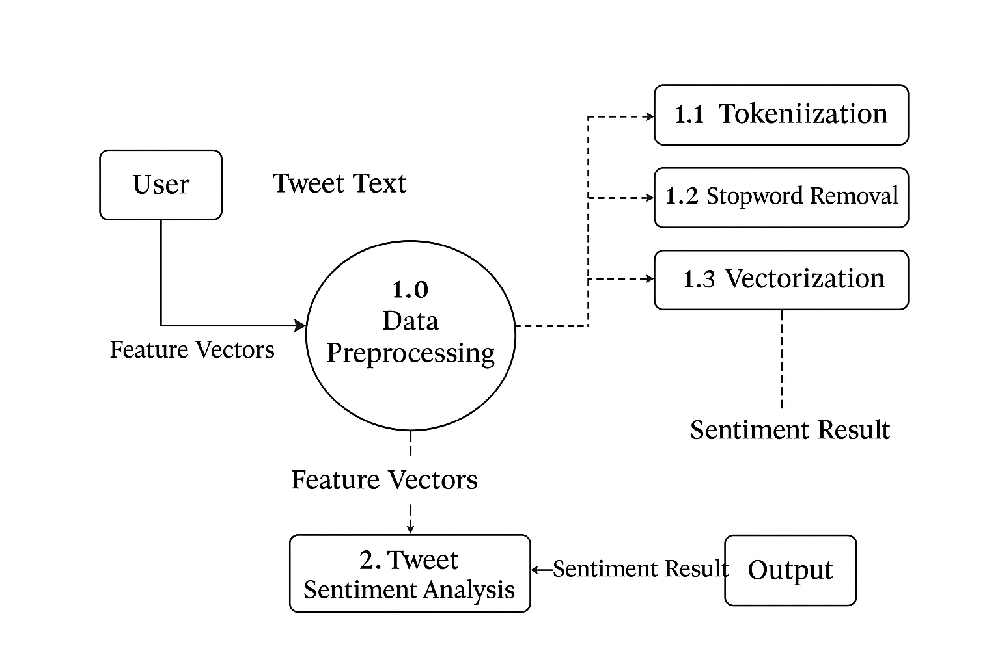 1.1 Tokeniization
User
Tweet Text
1.2 Stopword Removal
1.3 Vectorization
1.0
Data
Preprocessing
Feature Vectors
Sentiment Result
Feature Vectors
2. Tweet
Sentiment Analysis
Sentiment Result
Output